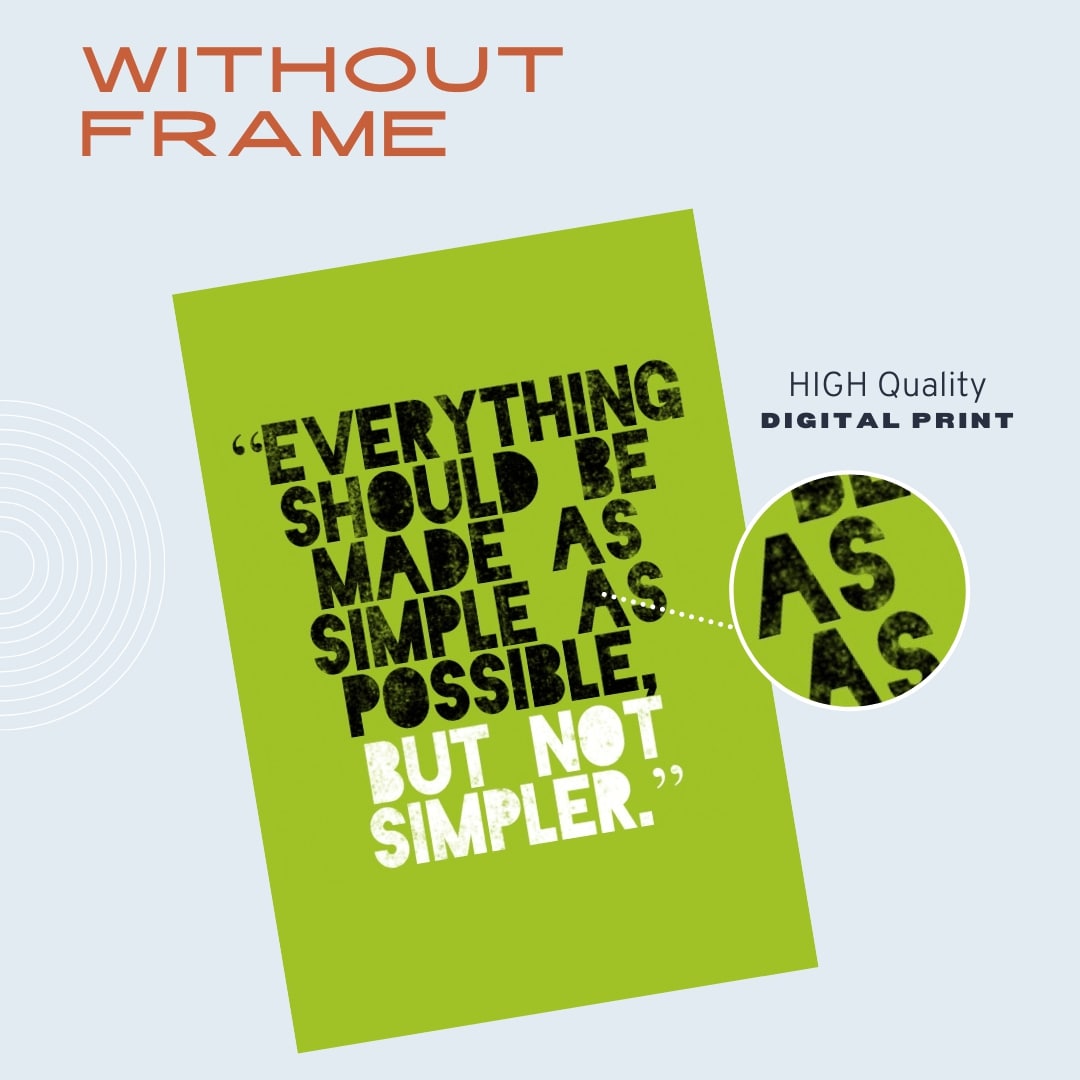 WITHOUT
FRAME
“EVERYTHING
SHOULD BE
MADE AS
SIMPLE AS
POSSIBLE,
BUT NOT
SIMPLER.”
HIGH Quality
DIGITAL PRINT
BE
AS
AS